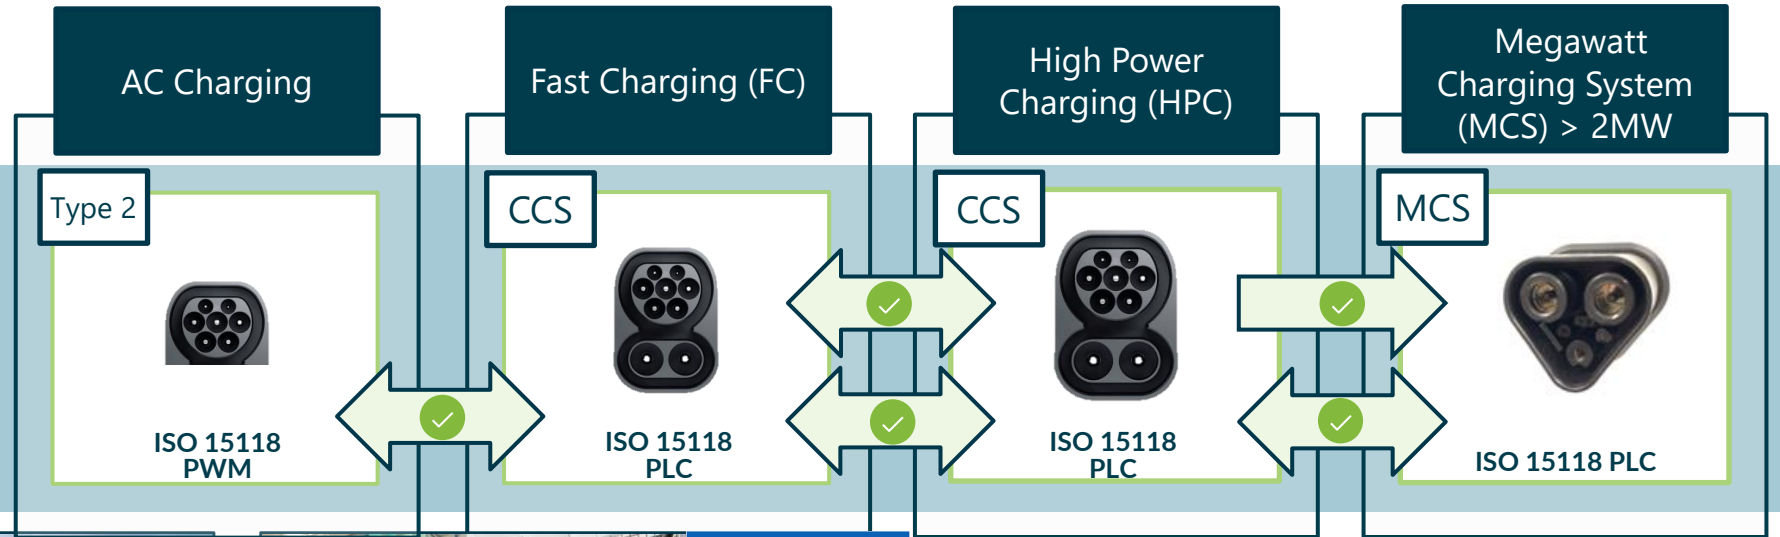 AC Charging
Fast Charging (FC)
High Power
Charging (HPC)
Megawatt
Charging System
(MCS) > 2MW
Type 2
CCS
CCS
MCS
ISO 15118
PWM
ISO 15118
PLC
ISO 15118
PLC
ISO 15118 PLC